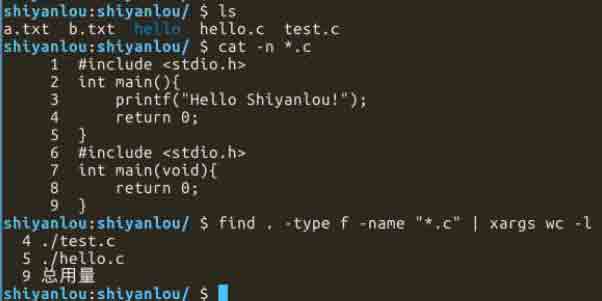 shiyanlou:shiyanlou/ $ ls
a.txt  b.txt  hello  hello.c  test.c
shiyanlou:shiyanlou/ $ cat -n *.c
     1  #include <stdio.h>
     2  int main(){
     3      printf("Hello Shiyanlou!");
     4      return 0;
     5  }
     6  #include <stdio.h>
     7  int main(void){
     8      return 0;
     9  }
shiyanlou:shiyanlou/ $ find . -type f -name "*.c" | xargs wc -l
  4 ./test.c
  5 ./hello.c
  9 总用量
shiyanlou:shiyanlou/ $